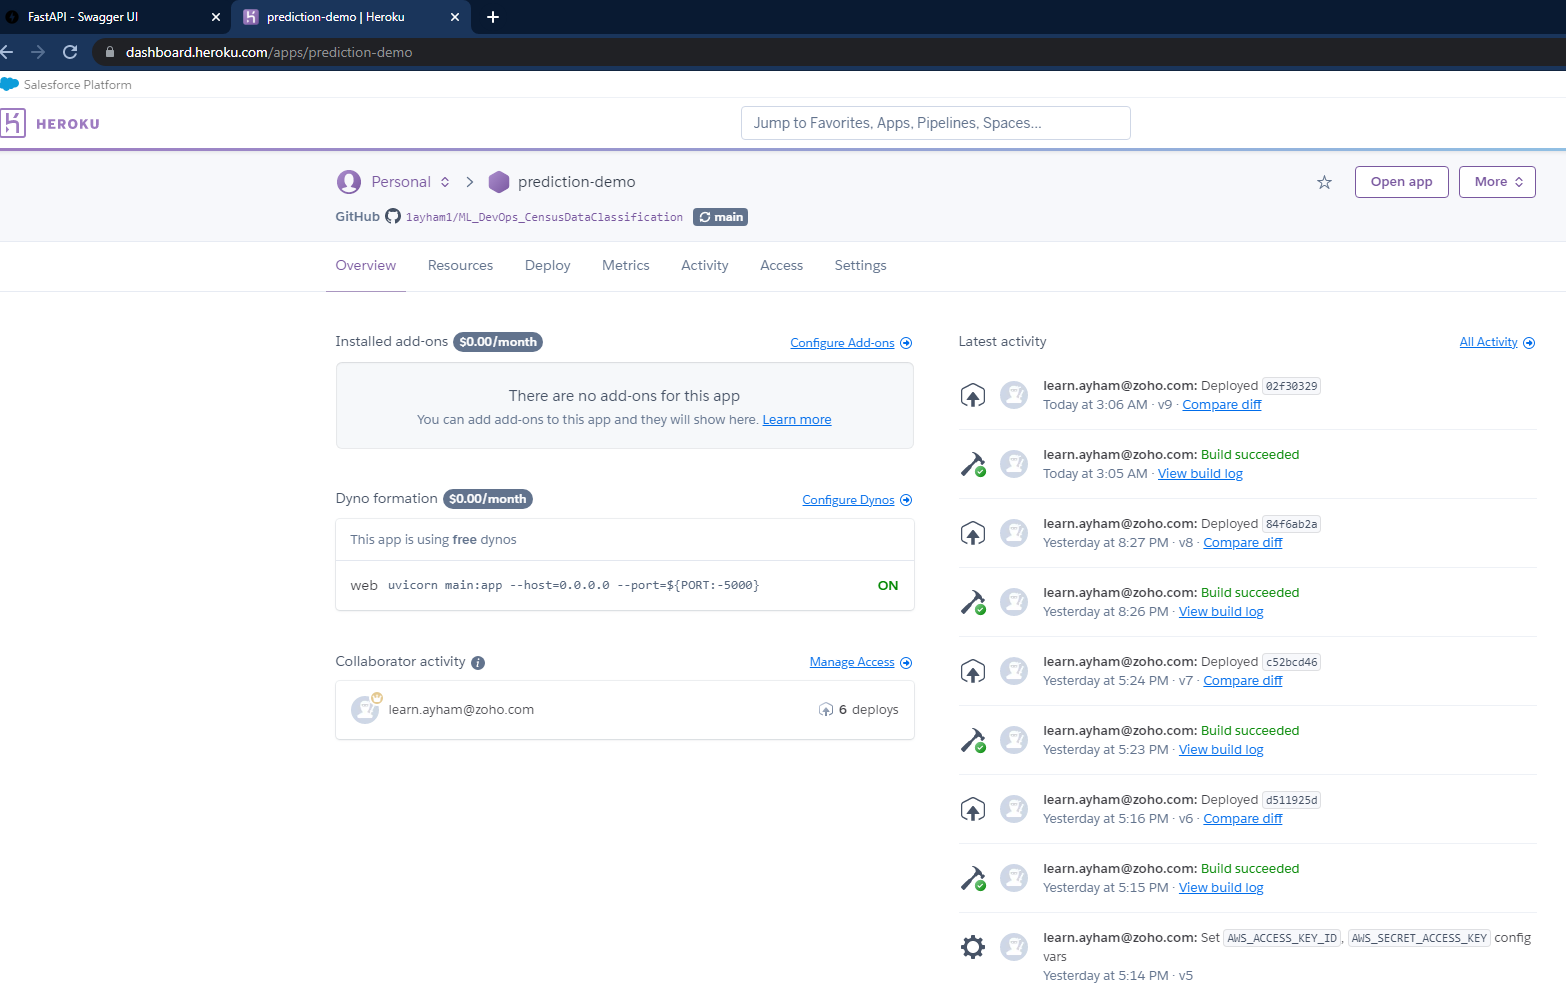 FastAPI - Swagger UI
prediction-demo | Heroku
dashboard.heroku.com/apps/prediction-demo
Salesforce Platform
HEROKU
Jump to Favorites, Apps, Pipelines, Spaces...
Personal
prediction-demo
Open app
More
GitHub 1ayham1/ML_DevOps_CensusDataClassification main
Overview Resources Deploy Metrics Activity Access Settings
Installed add-ons $0.00/month
Configure Add-ons
There are no add-ons for this app
You can add add-ons to this app and they will show here. Learn more
Dyno formation $0.00/month
Configure Dynos
This app is using free dynos
web uvicorn main:app --host=0.0.0.0 --port=${PORT:-5000} ON
Collaborator activity
Manage Access
learn.ayham@zoho.com 6 deploys
Latest activity
All Activity
learn.ayham@zoho.com: Deployed 02f30329
Today at 3:06 AM · v9 · Compare diff
learn.ayham@zoho.com: Build succeeded
Today at 3:05 AM · View build log
learn.ayham@zoho.com: Deployed 84f6ab2a
Yesterday at 8:27 PM · v8 · Compare diff
learn.ayham@zoho.com: Build succeeded
Yesterday at 8:26 PM · View build log
learn.ayham@zoho.com: Deployed c52bcd46
Yesterday at 5:24 PM · v7 · Compare diff
learn.ayham@zoho.com: Build succeeded
Yesterday at 5:23 PM · View build log
learn.ayham@zoho.com: Deployed d511925d
Yesterday at 5:16 PM · v6 · Compare diff
learn.ayham@zoho.com: Build succeeded
Yesterday at 5:15 PM · View build log
learn.ayham@zoho.com: Set AWS_ACCESS_KEY_ID, AWS_SECRET_ACCESS_KEY config
vars
Yesterday at 5:14 PM · v5